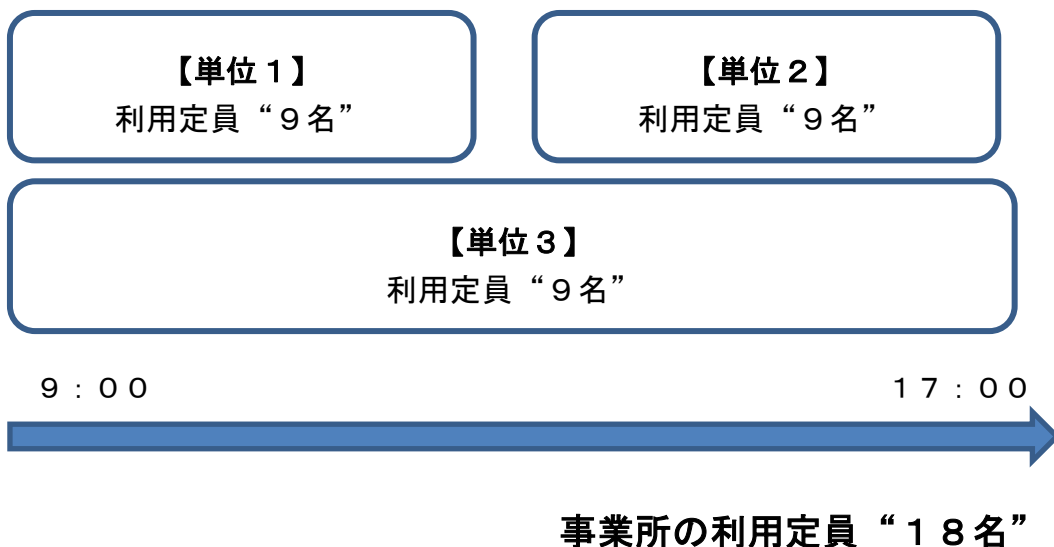 【単位１】
利用定員“９名”
【単位２】
利用定員“９名”
【単位３】
利用定員“９名”
９：００
１７：００
事業所の利用定員“１８名”